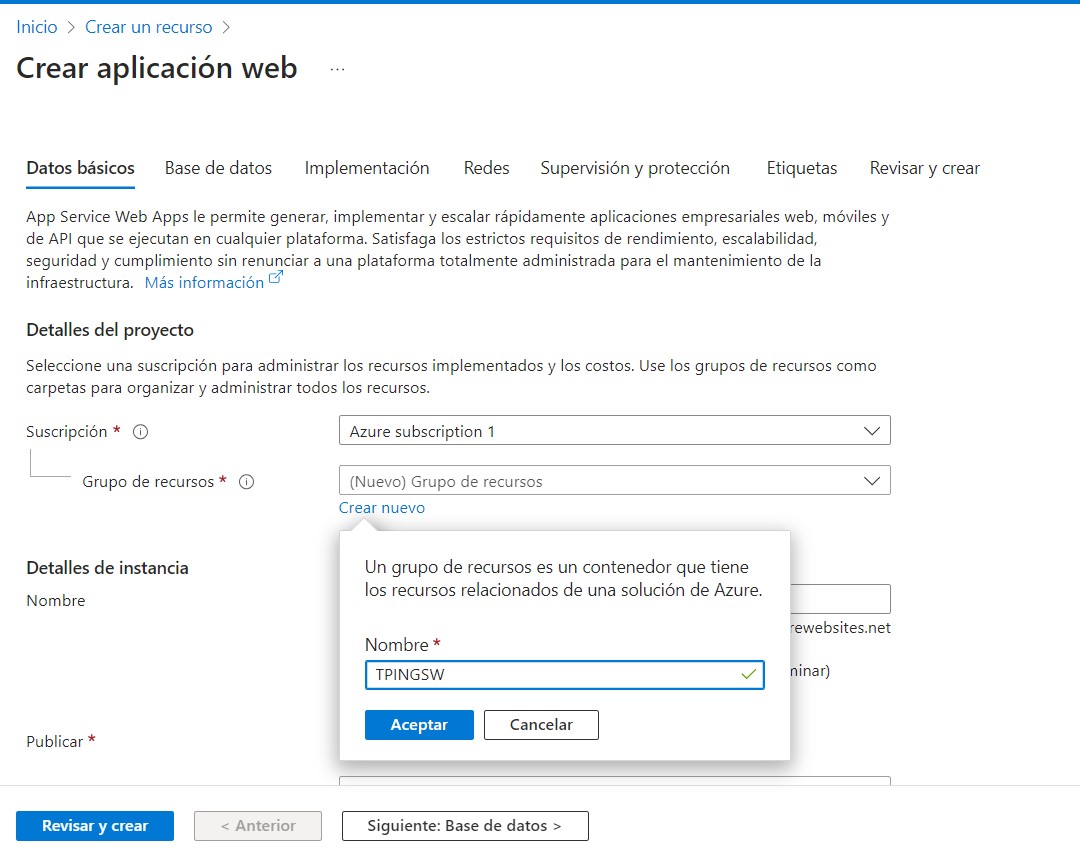 Inicio > Crear un recurso >
Crear aplicación web ...
Datos básicos Base de datos Implementación Redes Supervisión y protección Etiquetas Revisar y crear
App Service Web Apps le permite generar, implementar y escalar rápidamente aplicaciones empresariales web, móviles y
de API que se ejecutan en cualquier plataforma. Satisfaga los estrictos requisitos de rendimiento, escalabilidad,
seguridad y cumplimiento sin renunciar a una plataforma totalmente administrada para el mantenimiento de la
infraestructura. Más información
Detalles del proyecto
Seleccione una suscripción para administrar los recursos implementados y los costos. Use los grupos de recursos como
carpetas para organizar y administrar todos los recursos.
Suscripción *
Azure subscription 1
Grupo de recursos *
(Nuevo) Grupo de recursos
Crear nuevo
Un grupo de recursos es un contenedor que tiene
los recursos relacionados de una solución de Azure.
Nombre *
TPINGSW
Aceptar Cancelar
Detalles de instancia
Nombre
rewebsites.net
minar)
Publicar *
Revisar y crear < Anterior Siguiente: Base de datos >